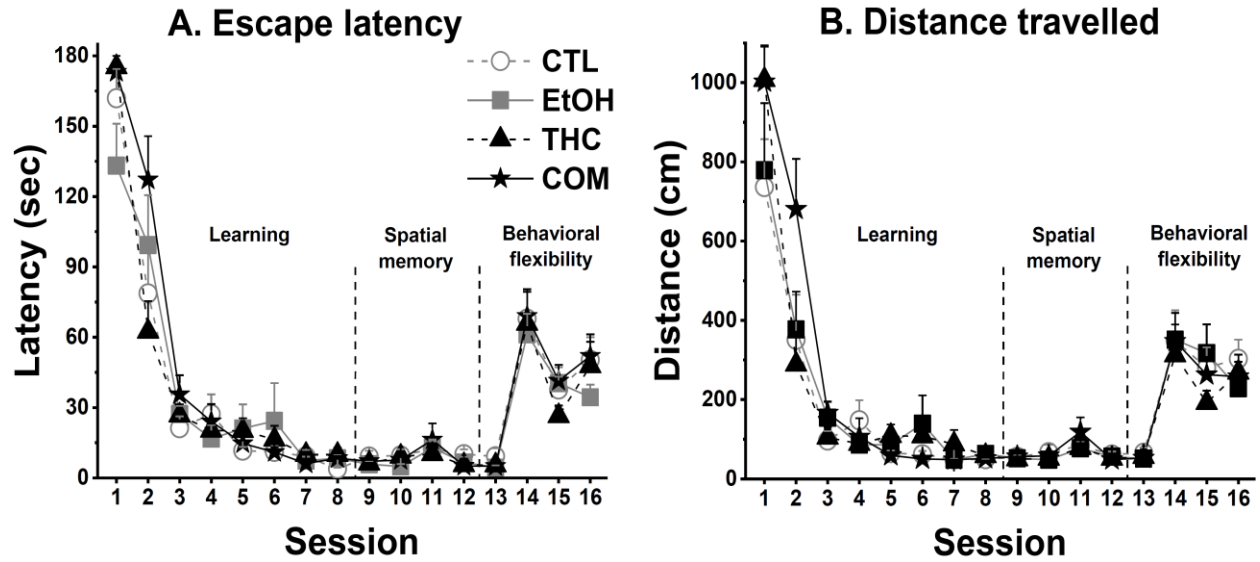 A. Escape latency
Latency (sec)
180
150
120
90
60
30
0
CTL
EtOH
THC
COM
Learning
Spatial
memory
Behavioral
flexibility
1 2 3 4 5 6 7 8 9 10 11 12 13 14 15 16
Session
B. Distance travelled
Distance (cm)
1000
800
600
400
200
0
Learning
Spatial
memory
Behavioral
flexibility
1 2 3 4 5 6 7 8 9 10 11 12 13 14 15 16
Session